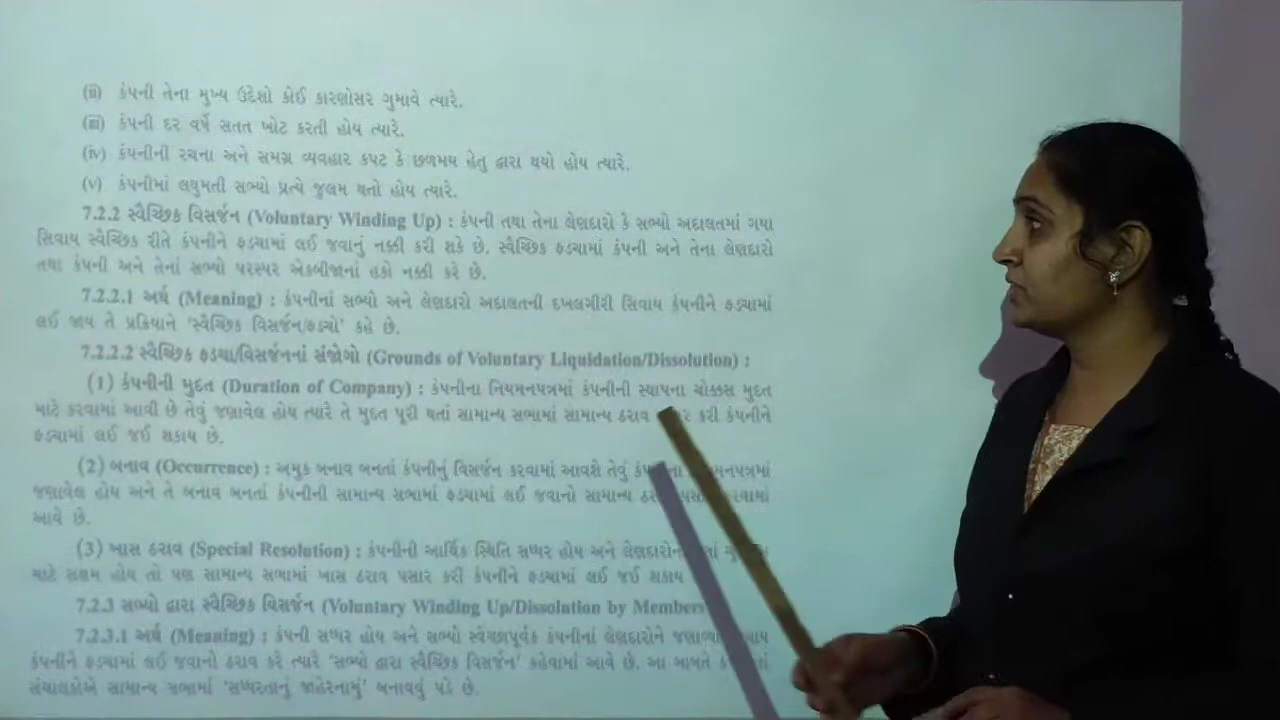 (ii) કંપની તેના મુખ્ય ઉદેશો કોઈ કારણોસર ગુમાવે ત્યારે.
(iii) કંપની દર વર્ષે સતત ખોટ કરતી હોય ત્યારે.
(iv) કંપનીની રચના અને સમગ્ર વ્યવહાર કપટ કે છળમય હેતુ દ્વારા થયો હોય ત્યારે.
(v) કંપનીમાં લઘુમતી સભ્યો પ્રત્યે જુલમ થતો હોય ત્યારે.
7.2.2 સ્વૈચ્છિક વિસર્જન (Voluntary Winding Up) : કંપની તથા તેના લેણદારો કે સભ્યો અદાલતમાં ગયા
સિવાય સ્વૈચ્છિક રીતે કંપનીને ફડચામાં લઈ જવાનું નક્કી કરી શકે છે. સ્વૈચ્છિક ફડચામાં કંપની અને તેના લેણદારો
તથા કંપની અને તેનાં સભ્યો પરસ્પર એકબીજાનાં હકો નક્કી કરે છે.
7.2.2.1 અર્થ (Meaning) : કંપનીનાં સભ્યો અને લેણદારો અદાલતની દખલગીરી સિવાય કંપનીને ફડચામાં
લઈ જાય તે પ્રક્રિયાને ‘સ્વૈચ્છિક વિસર્જન/ફડચો’ કહે છે.
7.2.2.2 સ્વૈચ્છિક ફડચા/વિસર્જનનાં સંજોગો (Grounds of Voluntary Liquidation/Dissolution) :
(1) કંપનીની મુદત (Duration of Company) : કંપનીના નિયમનપત્રમાં કંપનીની સ્થાપના ચોક્કસ મુદત
માટે કરવામાં આવી છે તેવું જણાવેલ હોય ત્યારે તે મુદત પૂરી થતાં સામાન્ય સભામાં સામાન્ય ઠરાવ કરી કંપનીને
ફડચામાં લઈ જઈ શકાય છે.
(2) બનાવ (Occurrence) : અમુક બનાવ બનતાં કંપનીનું વિસર્જન કરવામાં આવશે તેવું
જણાવેલ હોય અને તે બનાવ બનતાં કંપનીની સામાન્ય સભામાં ફડચામાં લઈ જવાનો સામાન્ય
આવે છે.
(3) ખાસ ઠરાવ (Special Resolution) : કંપનીની આર્થિક સ્થિતિ સધ્ધર હોય અને
માટે સક્ષમ હોય તો પણ સામાન્ય સભામાં ખાસ ઠરાવ પસાર કરી કંપનીને ફડચામાં લઈ જઈ શકાય
7.2.3 સભ્યો દ્વારા સ્વૈચ્છિક વિસર્જન (Voluntary Winding Up/Dissolution by Members
7.2.3.1 અર્થ (Meaning) : કંપની સધ્ધર હોય અને સભ્યો સ્વેચ્છાપૂર્વક કંપનીનાં લેણદારોને
કંપનીને ફડચામાં લઈ જવાનો ઠરાવ કરે ત્યારે ‘સભ્યો દ્વારા સ્વૈચ્છિક વિસર્જન’ કહેવામાં આવે છે. આ બાબતે
સંચાલકોએ સામાન્ય સભામાં ‘સધ્ધરતાનું જાહેરનામું’ બનાવવું પડે છે.